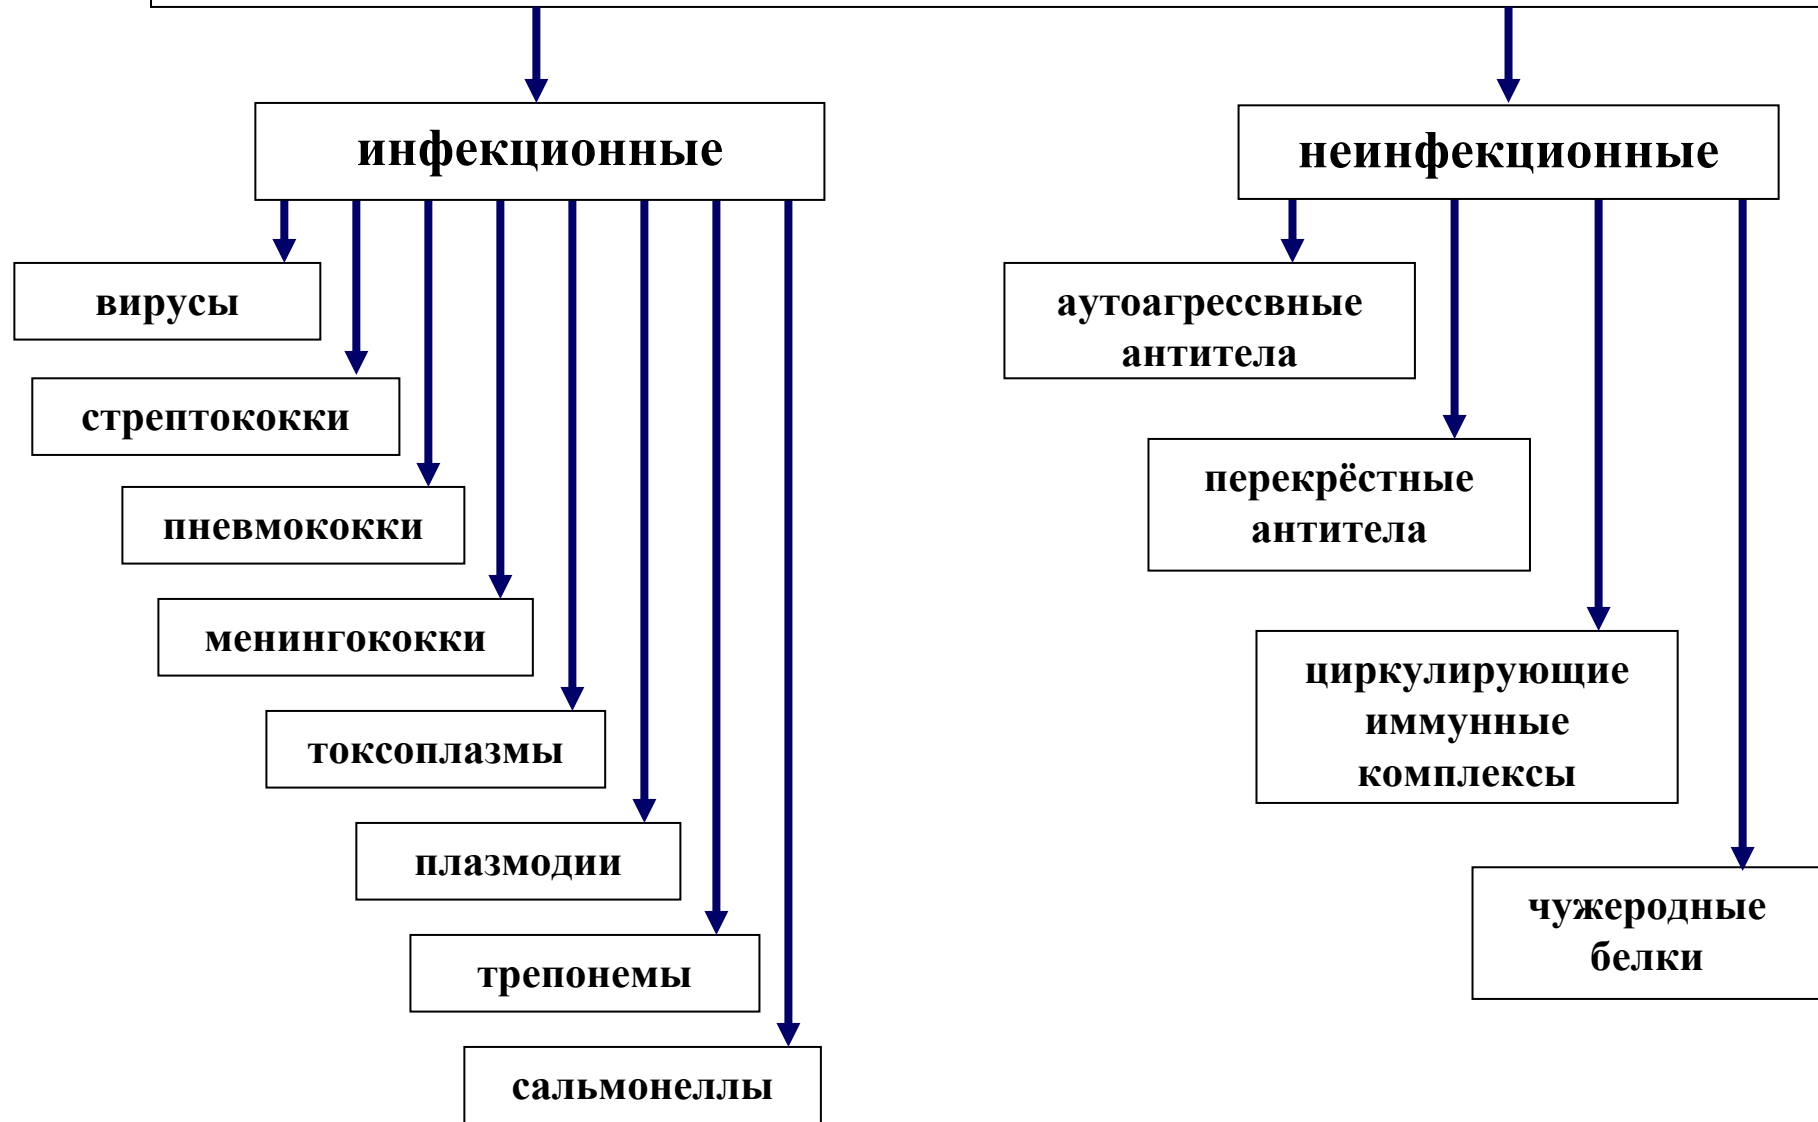 инфекционные
вирусы
стрептококки
пневмококки
менингококки
токсоплазмы
плазмодии
трепонемы
сальмонеллы
неинфекционные
аутоагрессвные
антитела
перекрёстные
антитела
циркулирующие
иммунные
комплексы
чужеродные
белки